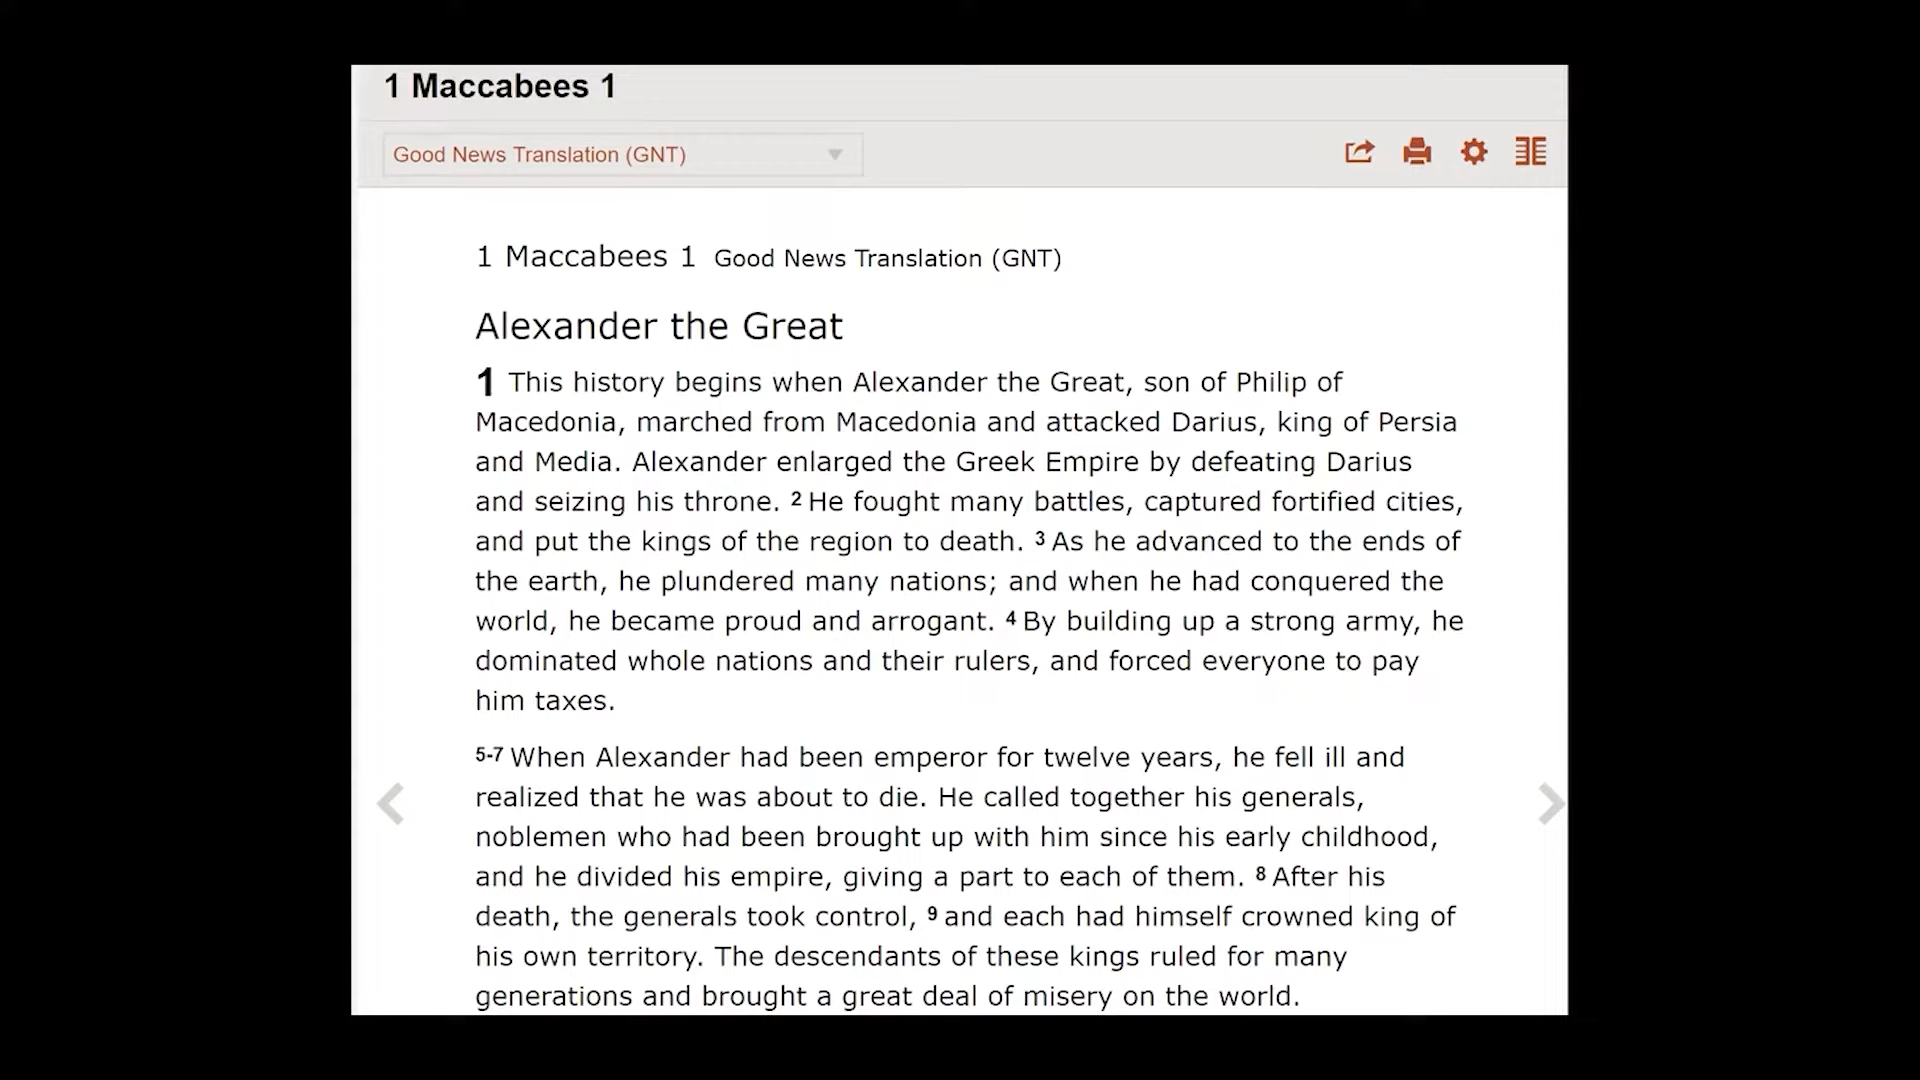 1 Maccabees 1
Good News Translation (GNT)
1 Maccabees 1 Good News Translation (GNT)
Alexander the Great
1 This history begins when Alexander the Great, son of Philip of
Macedonia, marched from Macedonia and attacked Darius, king of Persia
and Media. Alexander enlarged the Greek Empire by defeating Darius
and seizing his throne. 2 He fought many battles, captured fortified cities,
and put the kings of the region to death. 3 As he advanced to the ends of
the earth, he plundered many nations; and when he had conquered the
world, he became proud and arrogant. 4 By building up a strong army, he
dominated whole nations and their rulers, and forced everyone to pay
him taxes.
5-7 When Alexander had been emperor for twelve years, he fell ill and
realized that he was about to die. He called together his generals,
noblemen who had been brought up with him since his early childhood,
and he divided his empire, giving a part to each of them. 8 After his
death, the generals took control, 9 and each had himself crowned king of
his own territory. The descendants of these kings ruled for many
generations and brought a great deal of misery on the world.